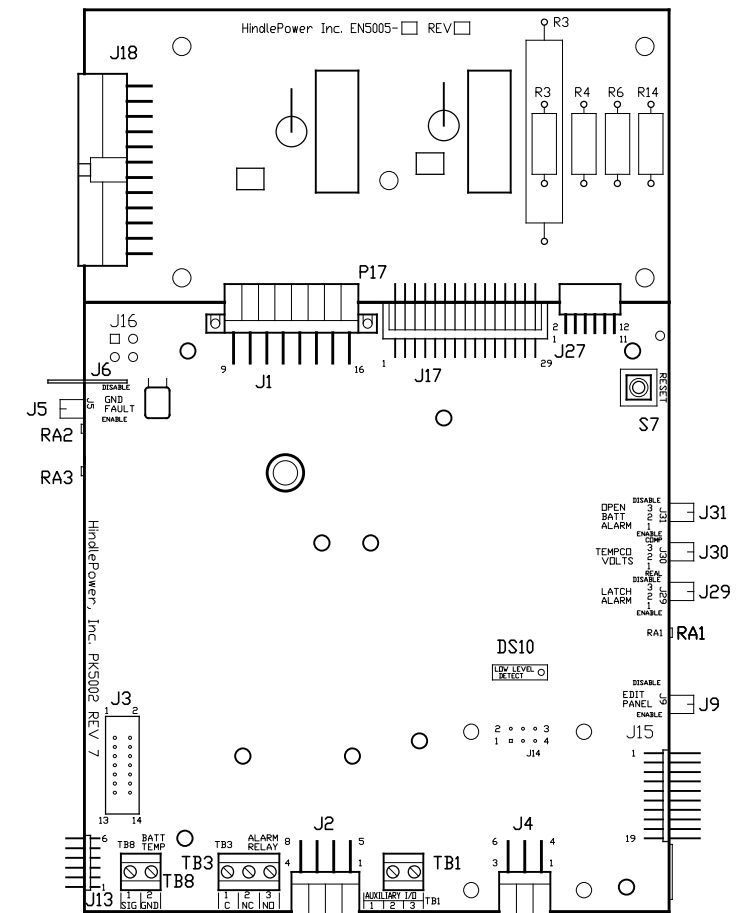 HindlePower Inc. EN5005- REV
R3
J18
R3 R4 R6 R14
P17
J16
2 12
1 11
J27
9 16
J1
1 29
J17
J6
DISABLE
J5
GND
FAULT
ENABLE
J5
RESET
S7
RA2
RA3
DISABLE
OPEN 3
BATT 2
ALARM 1
J31
J31
ENABLE
COMP
TEMPCO 3
VOLTS 2
1
J30
J30
REAL
DISABLE
LATCH 3
ALARM 2
1
J29
J29
ENABLE
RA1 RA1
HindlePower, Inc. PK5002 REV 7
DS10
LOW LEVEL
DETECT
DISABLE
EDIT
PANEL
J9
J9
ENABLE
J3
1 2
13 14
2 3
1 4
J14
J15
1
19
6
1
J13
TB8
BATT
TEMP
TB8
1 2
SIG GND
TB3
ALARM
RELAY
TB3
1 2 3
C NC NO
J2
8 5
4 1
TB1
AUXILIARY I/O
1 2 3
TB1
J4
6 4
3 1